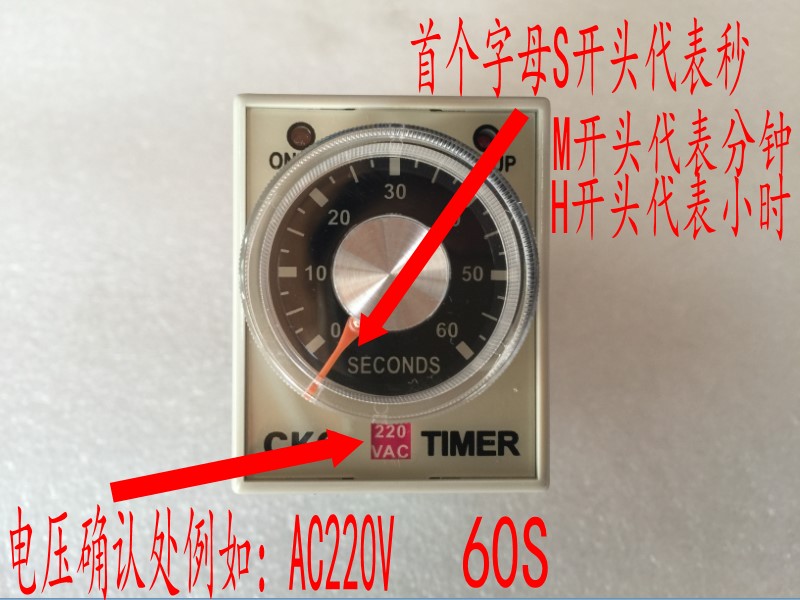 首个字母S开头代表秒
M开头代表分钟
H开头代表小时
ON
UP
30
20
10
50
0
60
SECONDS
220
VAC
TIMER
电压确认处例如：AC220V
60S